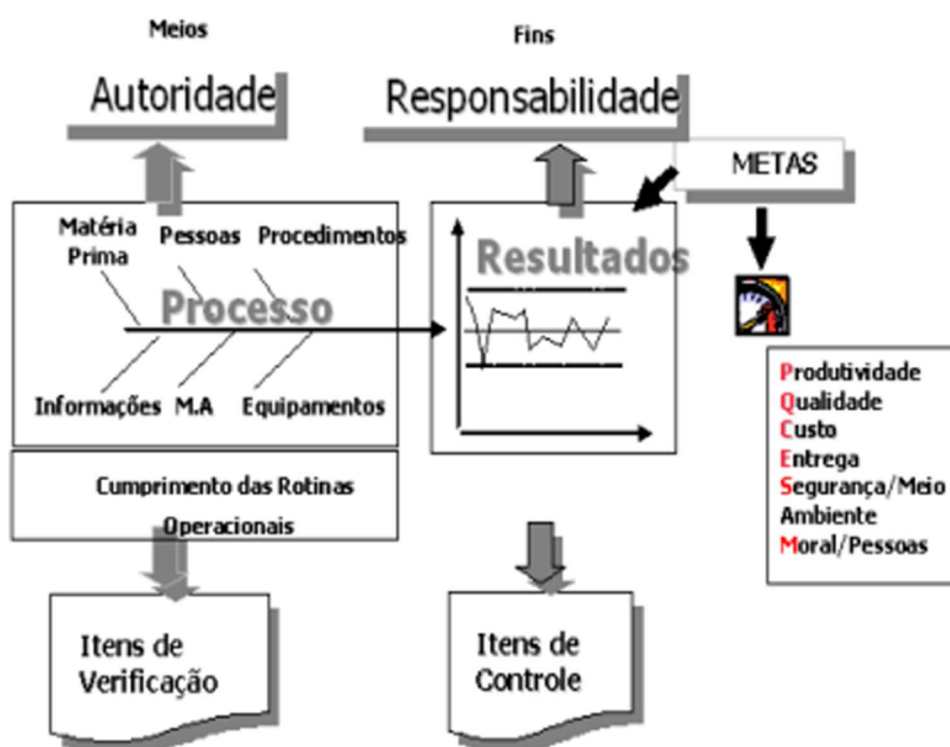 Meios
Fins
Autoridade
Responsabilidade
METAS
Matéria
Prima
Pessoas
Procedimentos
Processo
Informações
M.A
Equipamentos
Resultados
Cumprimento das Rotinas
Operacionais
Produtividade
Qualidade
Custo
Entrega
Segurança/Meio
Ambiente
Moral/Pessoas
Itens de
Verificação
Itens de
Controle